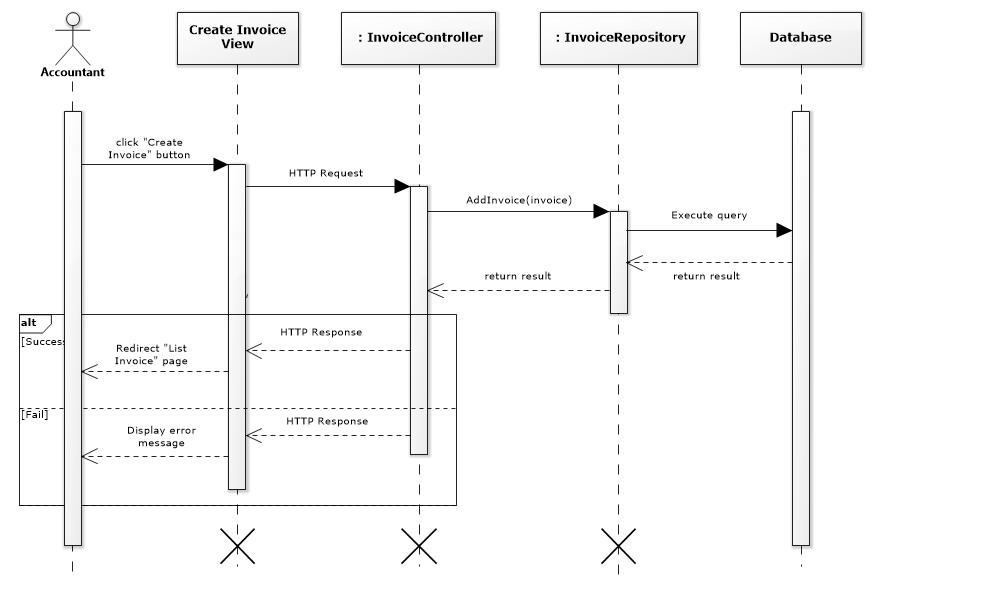 Create Invoice
View
: InvoiceController
: InvoiceRepository
Database
Accountant
click "Create
Invoice" button
HTTP Request
AddInvoice(invoice)
Execute query
return result
return result
alt
[Succes
HTTP Response
Redirect "List
Invoice" page
[Fail]
HTTP Response
Display error
message